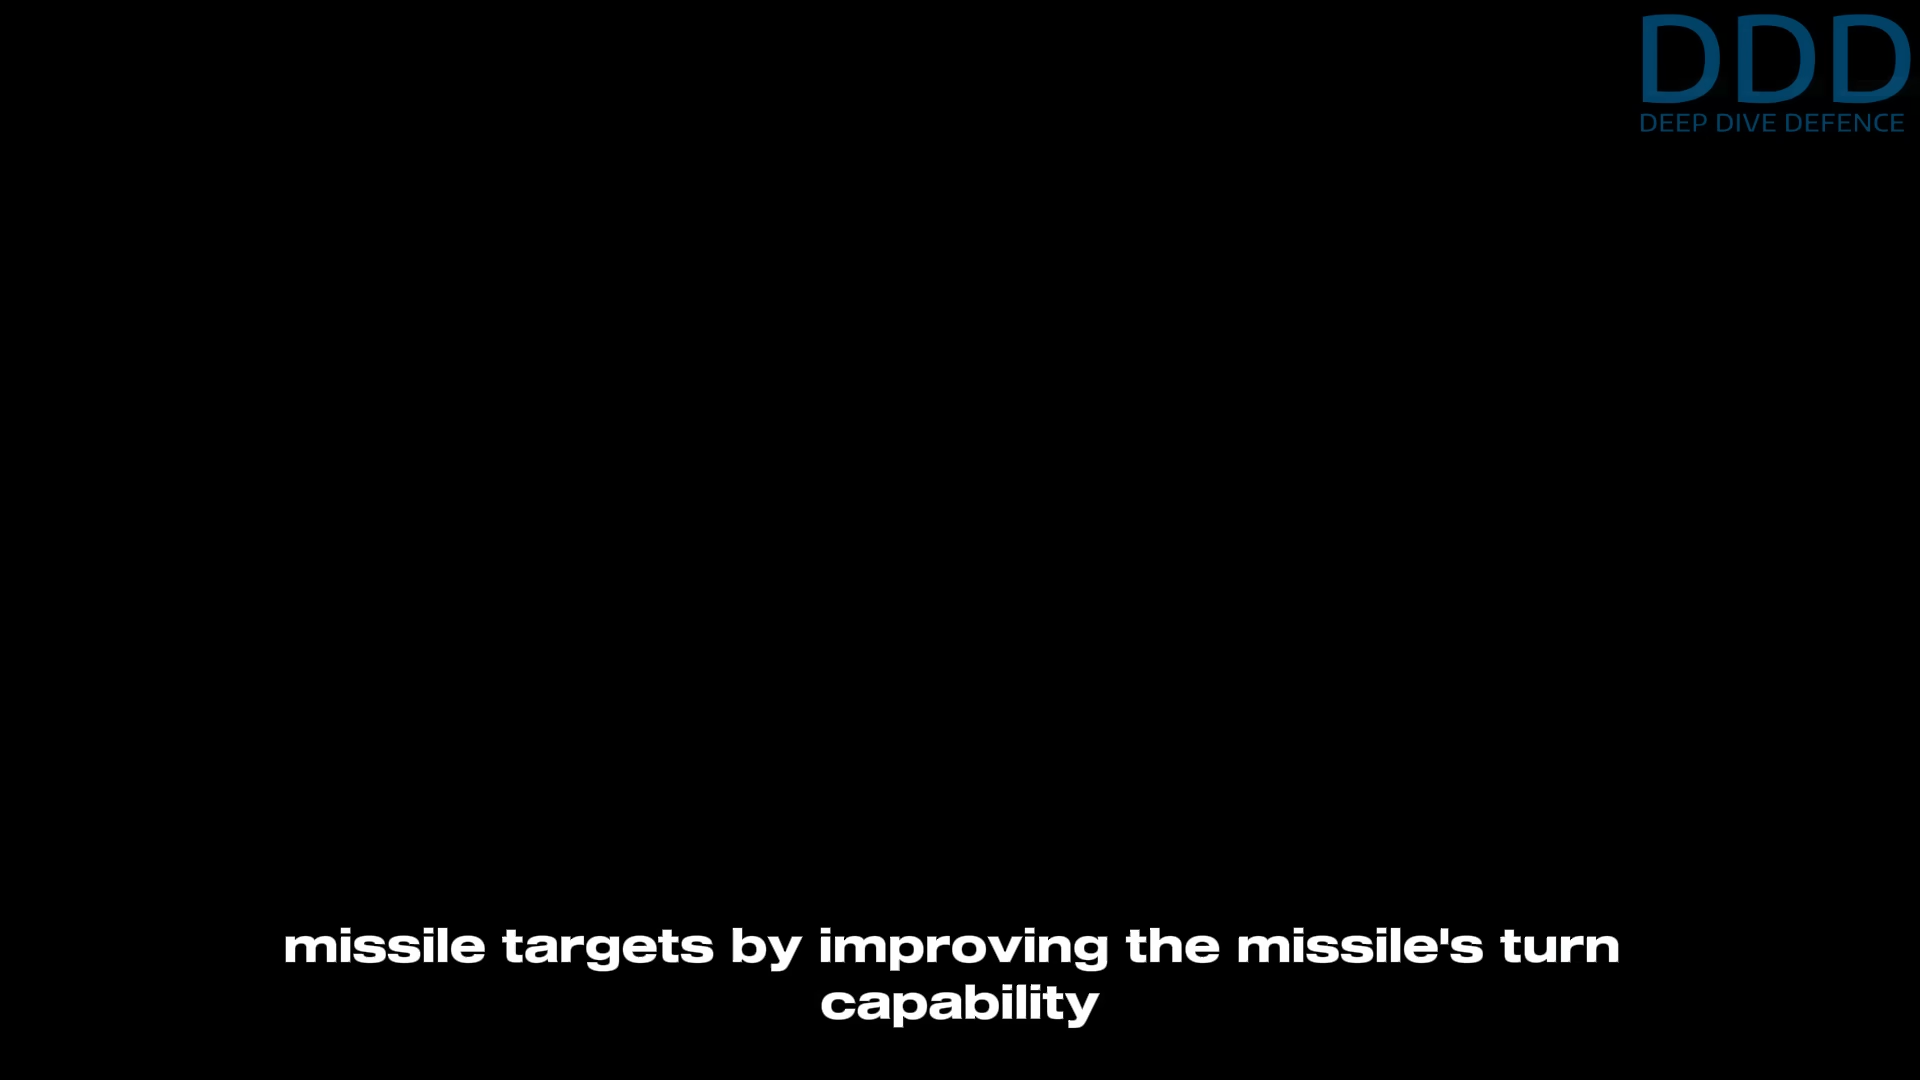 DDD
DEEP DIVE DEFENCE
missile targets by improving the missile's turn
capability